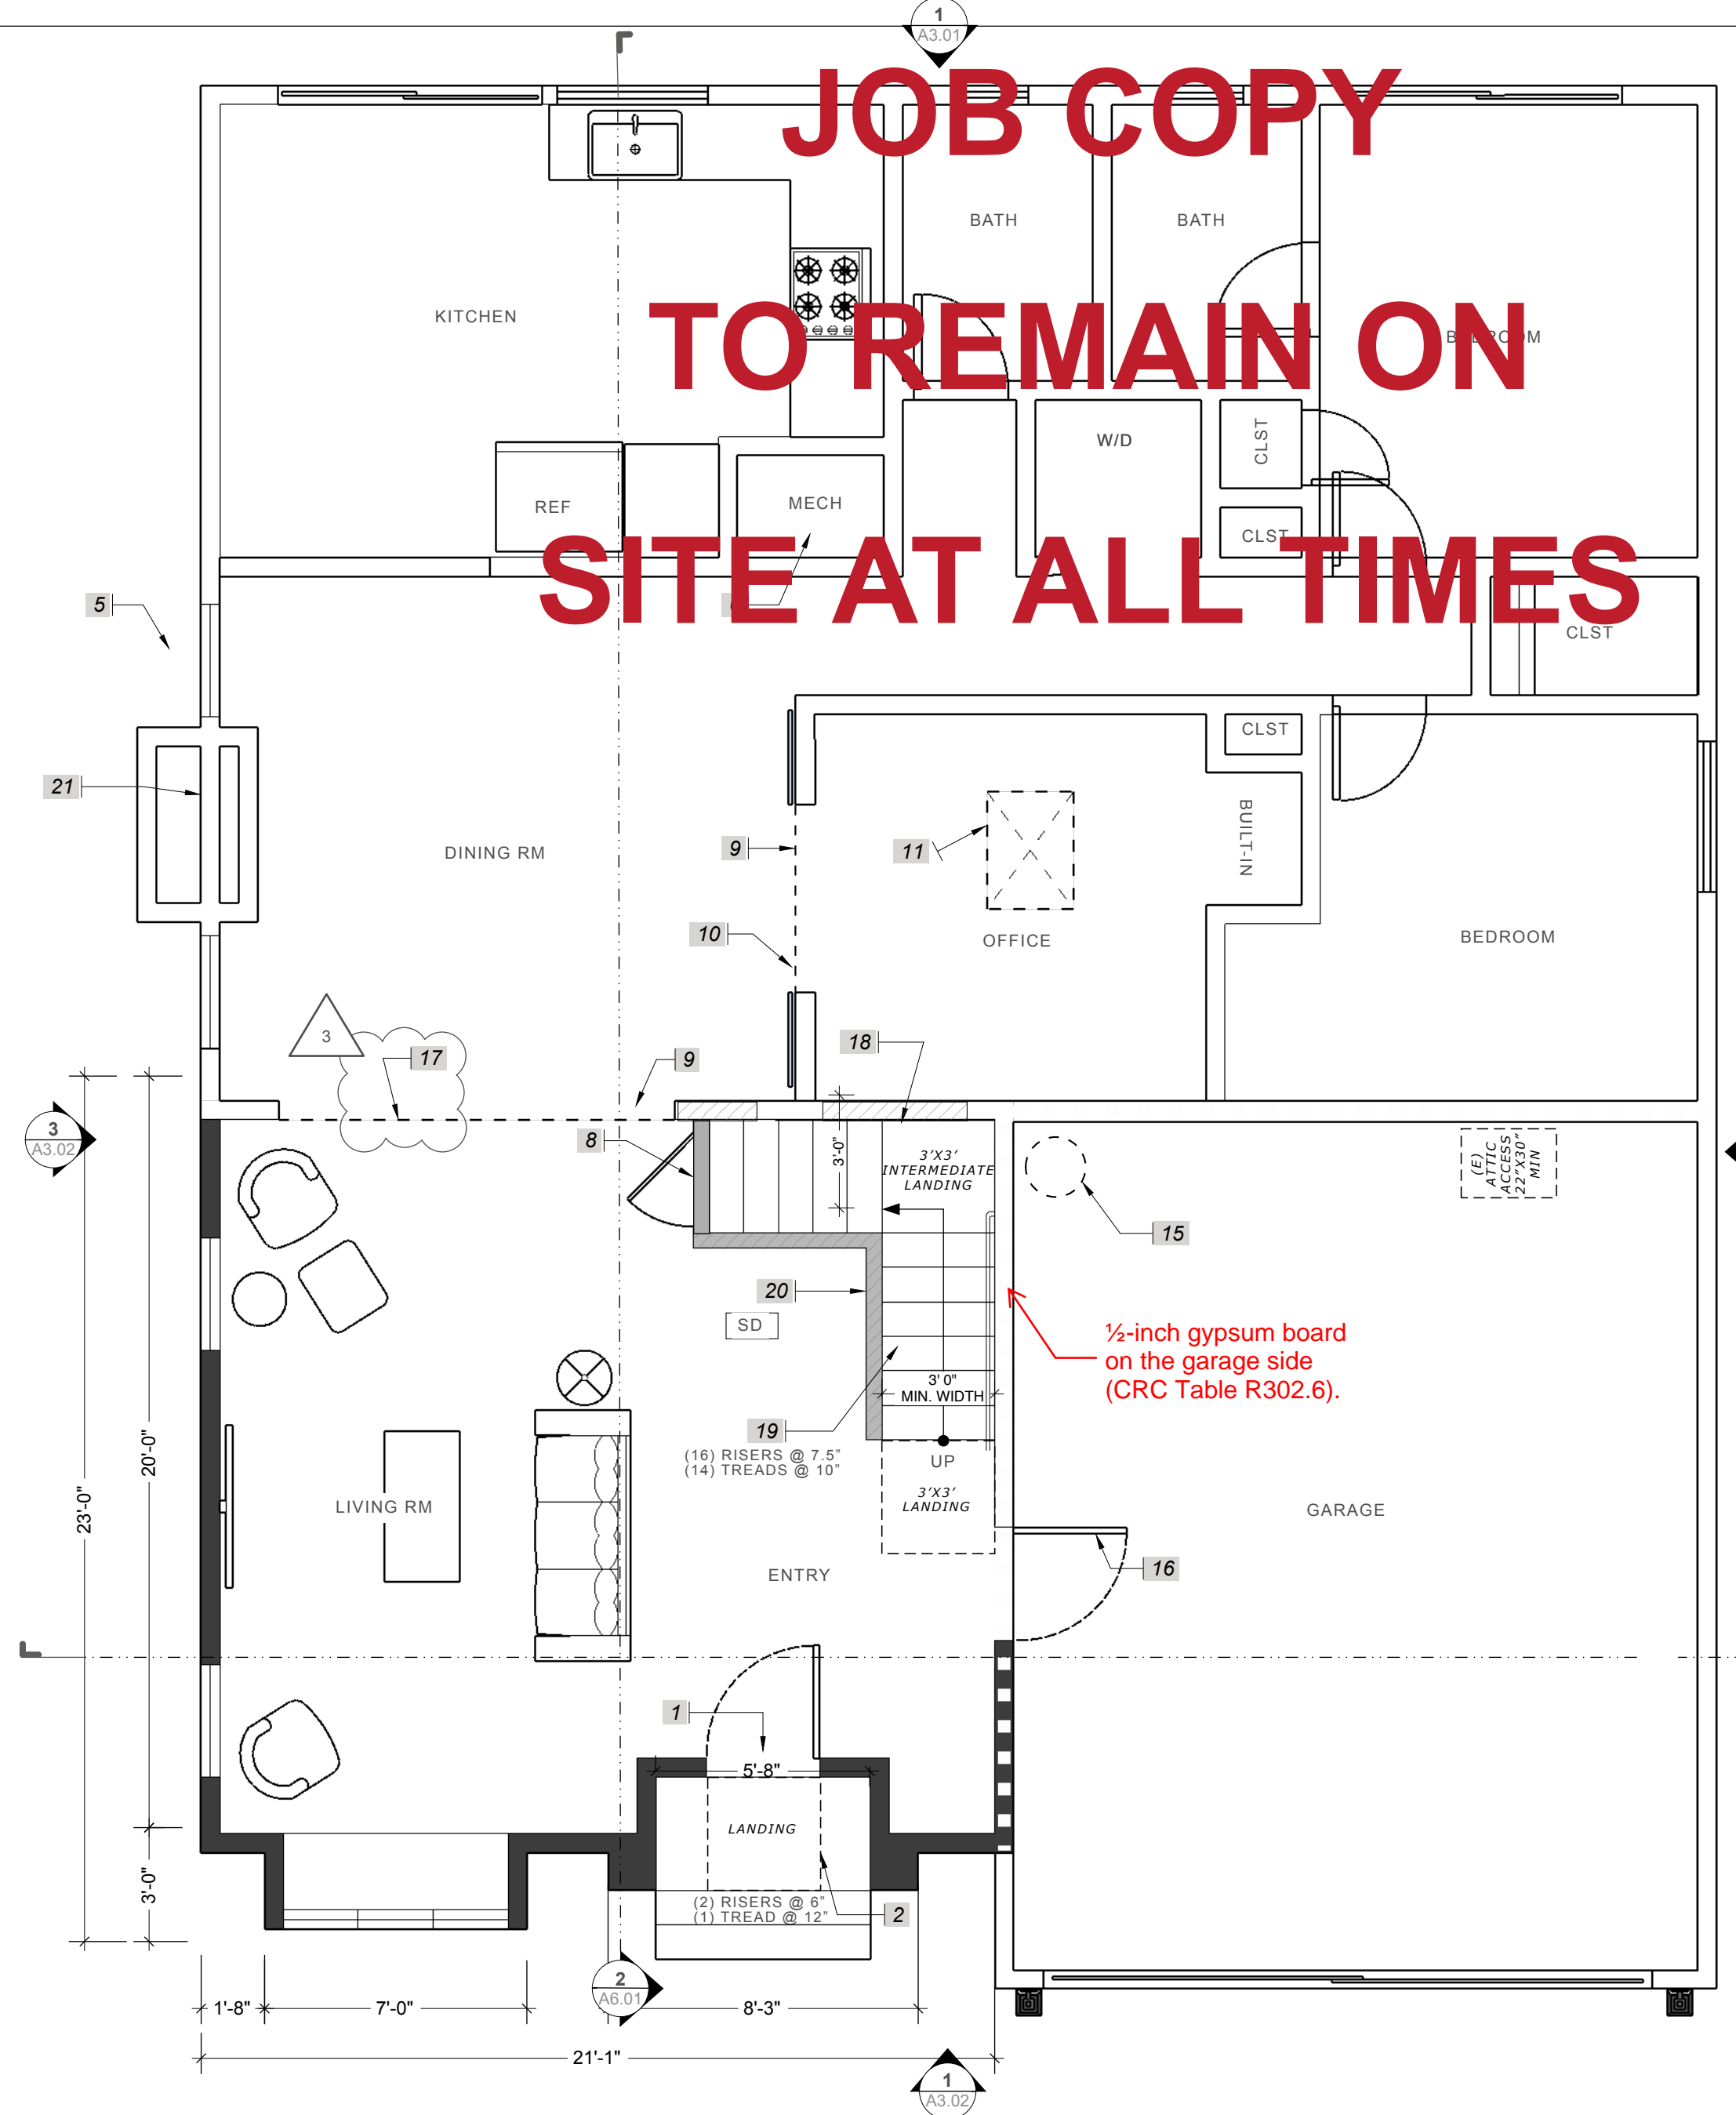 1
A3.01
JOB COPY
BATH
BATH
KITCHEN
TO REMAIN ON
BEDROOM
W/D
CLST
REF
MECH
CLST
SITE AT ALL TIMES
5
CLST
CLST
21
BUILT-IN
DINING RM
9
11
10
OFFICE
BEDROOM
3
17
9
18
3
A3.02
8
3'-0"
3’X3’
INTERMEDIATE
LANDING
(E)
ATTIC
ACCESS
22”X30”
MIN
15
20
SD
½-inch gypsum board
on the garage side
(CRC Table R302.6).
3' 0"
MIN. WIDTH
19
(16) RISERS @ 7.5”
(14) TREADS @ 10”
UP
3’X3’
LANDING
20'-0"
23'-0"
LIVING RM
GARAGE
ENTRY
16
1
5'-8"
LANDING
3'-0"
(2) RISERS @ 6”
(1) TREAD @ 12”
2
2
A6.01
1'-8"
7'-0"
8'-3"
21'-1"
1
A3.02